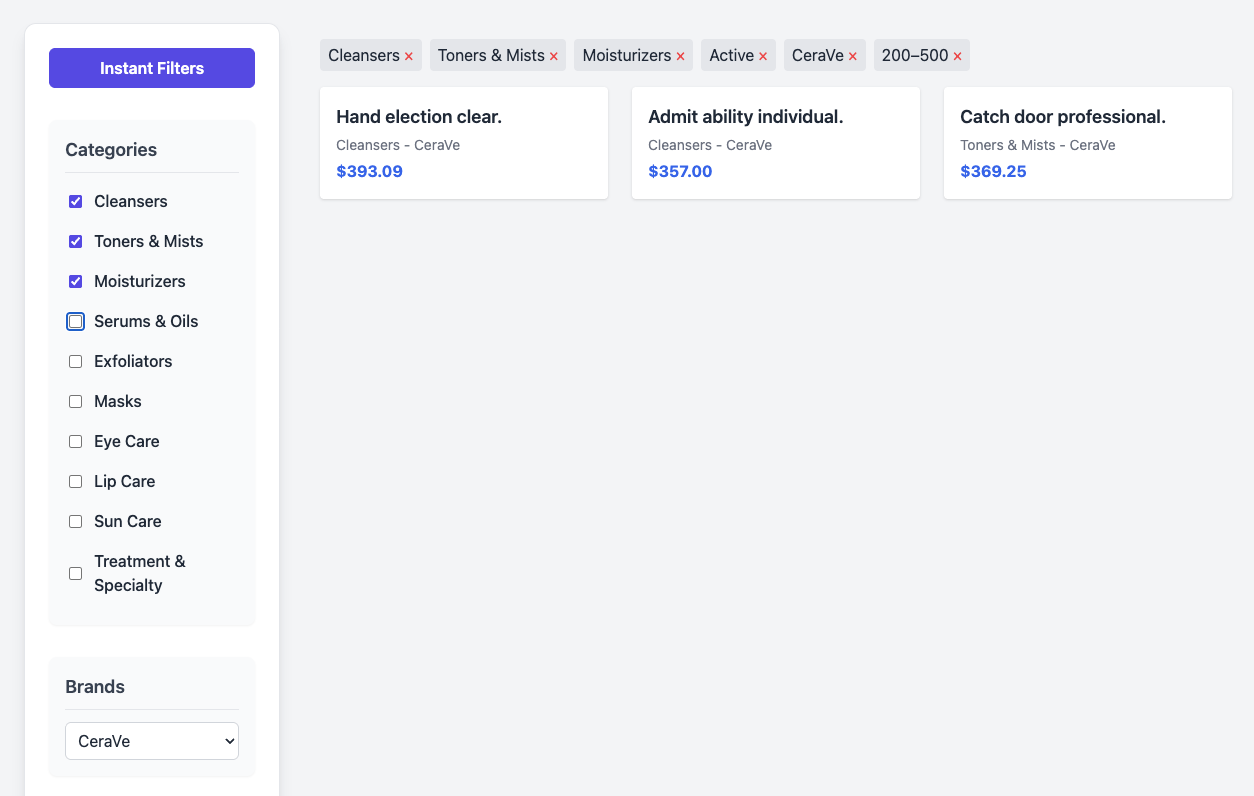 Instant Filters
Categories
Cleansers
Toners & Mists
Moisturizers
Serums & Oils
Exfoliators
Masks
Eye Care
Lip Care
Sun Care
Treatment &
Specialty
Brands
CeraVe
Cleansers × Toners & Mists × Moisturizers × Active × CeraVe × 200–500 ×
Hand election clear.
Cleansers - CeraVe
$393.09
Admit ability individual.
Cleansers - CeraVe
$357.00
Catch door professional.
Toners & Mists - CeraVe
$369.25